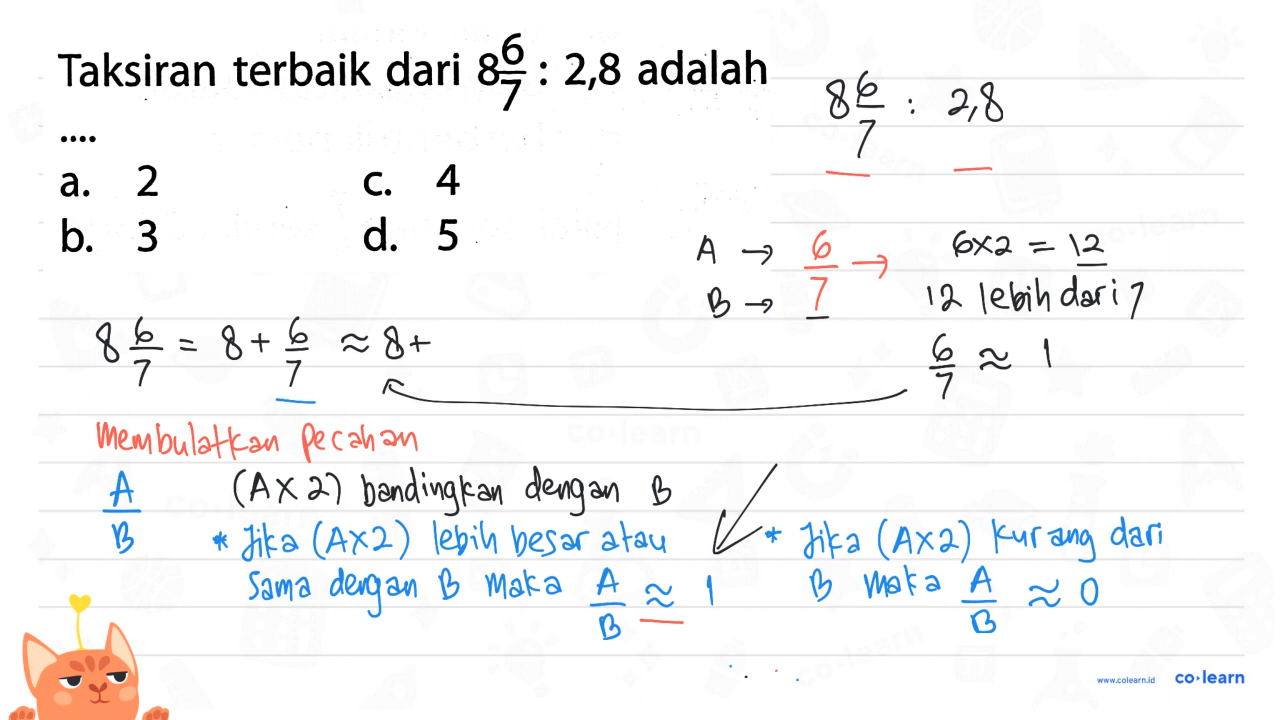 Taksiran terbaik dari 8 6/7 : 2,8 adalah
....
a. 2 c. 4
b. 3 d. 5
8 6/7 : 2,8
A → 6/7 → 6x2 = 12
B → 12 lebih dari 7
8 6/7 = 8 + 6/7 ≈ 8+
6/7 ≈ 1
Membulatkan pecahan
A/B (A x 2) bandingkan dengan B
* Jika (Ax2) lebih besar atau
sama dengan B maka A/B ≈ 1
* Jika (Ax2) kurang dari
B maka A/B ≈ 0
www.colearn.id co·learn